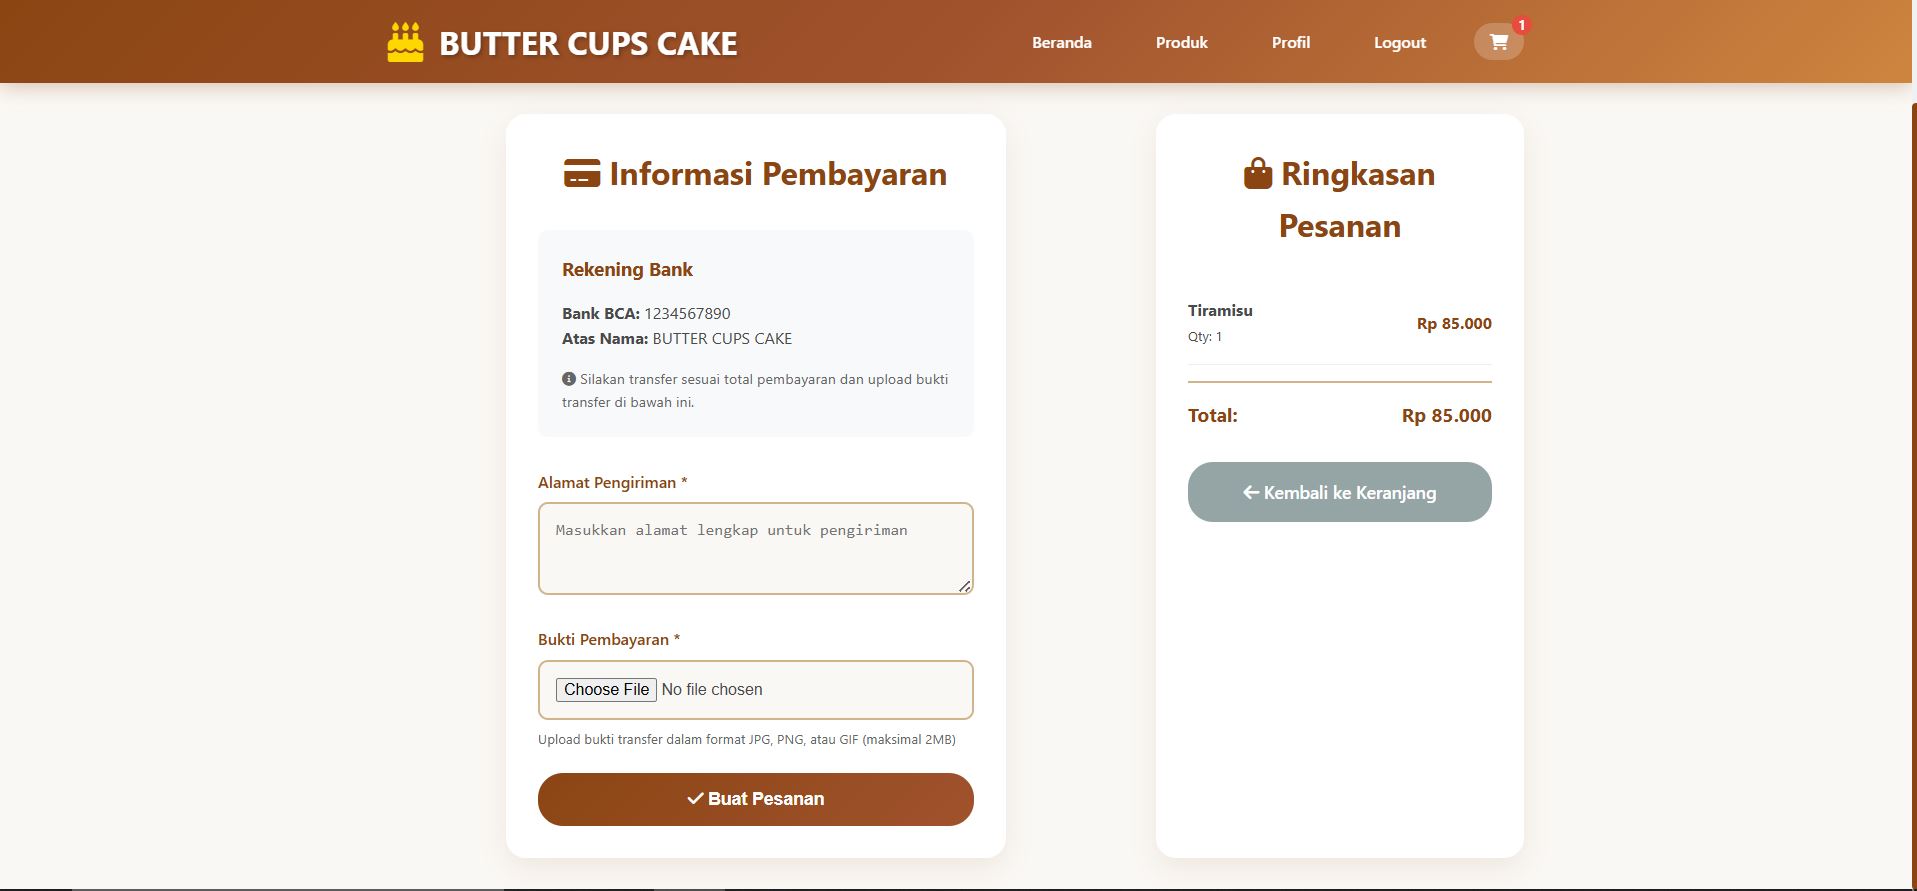 BUTTER CUPS CAKE
Beranda
Produk
Profil
Logout
1
Informasi Pembayaran
Rekening Bank
Bank BCA: 1234567890
Atas Nama: BUTTER CUPS CAKE
Silakan transfer sesuai total pembayaran dan upload bukti
transfer di bawah ini.
Alamat Pengiriman *
Masukkan alamat lengkap untuk pengiriman
Bukti Pembayaran *
Choose File No file chosen
Upload bukti transfer dalam format JPG, PNG, atau GIF (maksimal 2MB)
Buat Pesanan
Ringkasan
Pesanan
Tiramisu
Qty: 1
Rp 85.000
Total: Rp 85.000
Kembali ke Keranjang